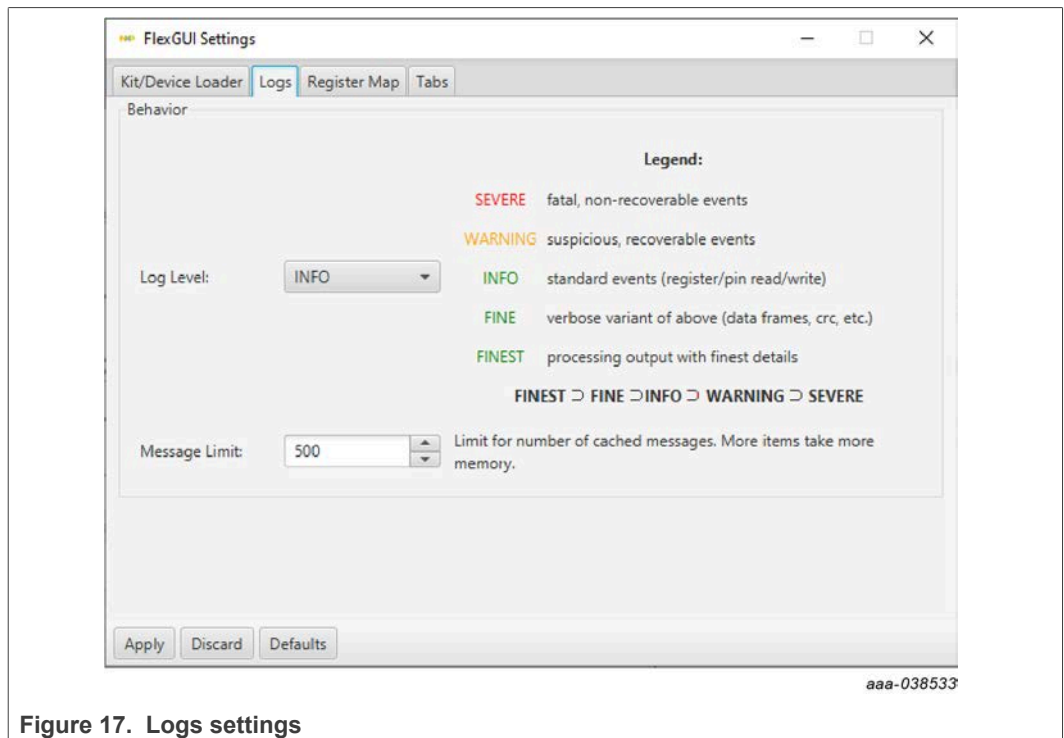 FlexGUI Settings
Kit/Device Loader Logs Register Map Tabs
Behavior
Legend:
SEVERE fatal, non-recoverable events
WARNING suspicious, recoverable events
Log Level: INFO INFO standard events (register/pin read/write)
FINE verbose variant of above (data frames, crc, etc.)
FINEST processing output with finest details
FINEST ⊃ FINE ⊃INFO ⊃ WARNING ⊃ SEVERE
Message Limit: 500 Limit for number of cached messages. More items take more
memory.
Apply Discard Defaults
aaa-038533
Figure 17. Logs settings